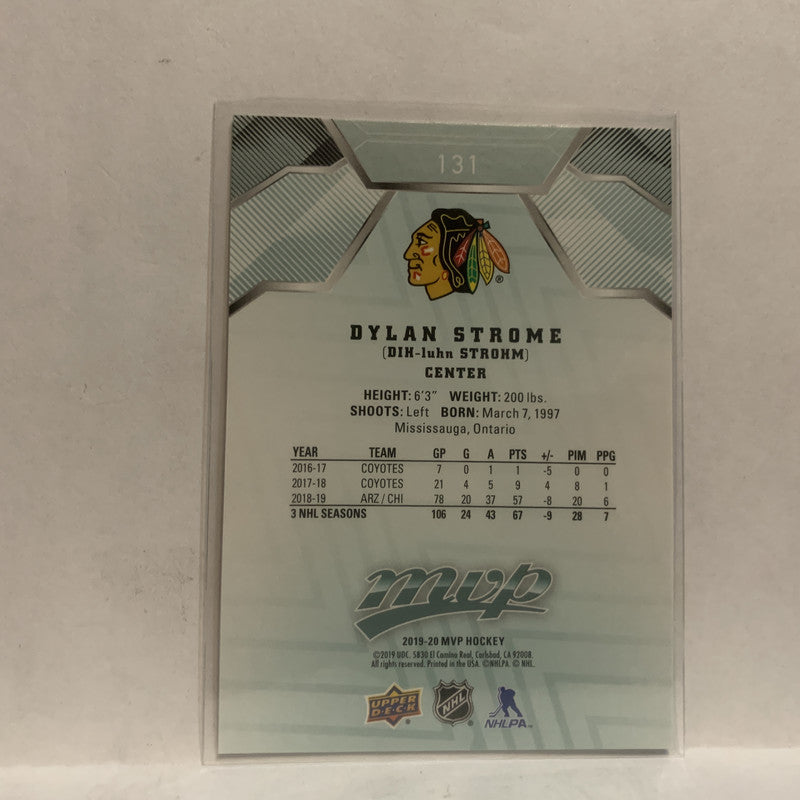 131
®
DYLAN STROME
(DIH-luhn STROHM)
CENTER
HEIGHT: 6'3" WEIGHT: 200 lbs.
SHOOTS: Left BORN: March 7, 1997
Mississauga, Ontario
YEAR TEAM GP G A PTS +/- PIM PPG
2016-17 COYOTES 7 0 1 1 -5 0 0
2017-18 COYOTES 21 4 5 9 4 8 1
2018-19 ARZ / CHI 78 20 37 57 -8 20 6
3 NHL SEASONS 106 24 43 67 -9 28 7
mvp
2019-20 MVP HOCKEY
©2019 UDC. 5830 El Camino Real, Carlsbad, CA 92008.
All rights reserved. Printed in the USA. ©NHLPA. © NHL.
UPPER DECK NHL NHLPA